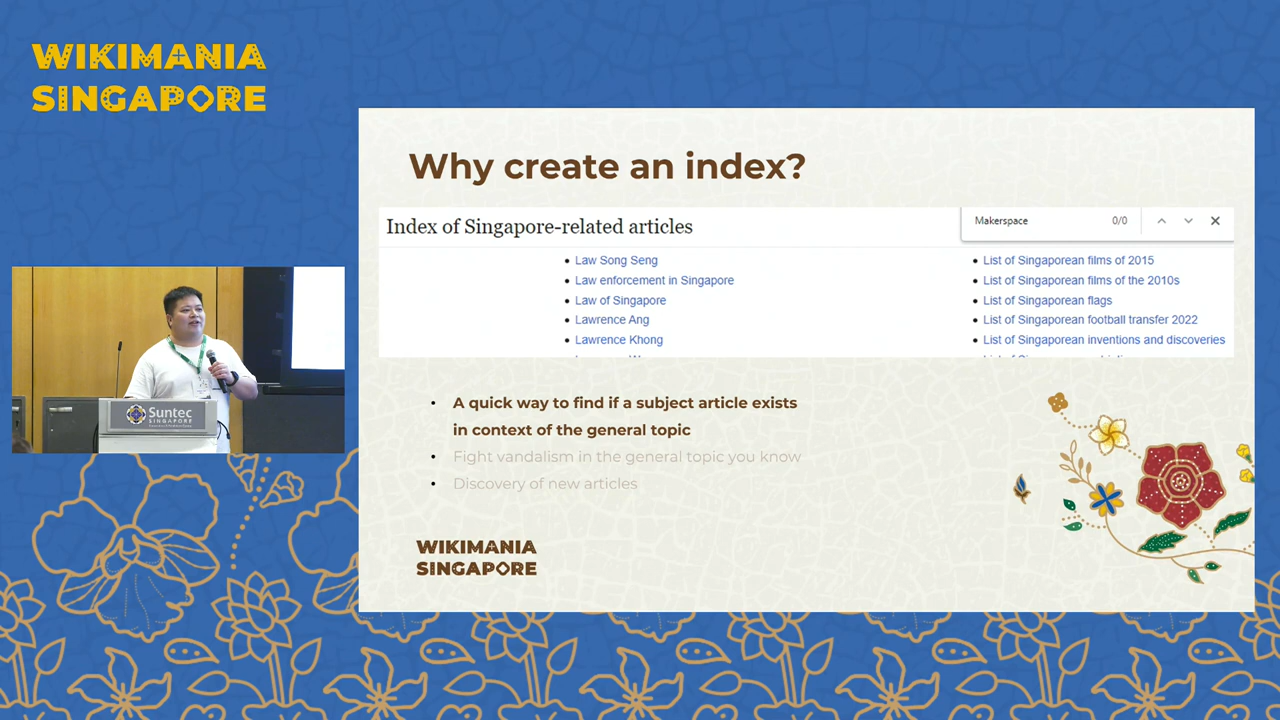 WIKIMANIA
SINGAPORE
Why create an index?
Index of Singapore-related articles
Makerspace 0/0
Law Song Seng
Law enforcement in Singapore
Law of Singapore
Lawrence Ang
Lawrence Khong
List of Singaporean films of 2015
List of Singaporean films of the 2010s
List of Singaporean flags
List of Singaporean football transfer 2022
List of Singaporean inventions and discoveries
A quick way to find if a subject article exists
in context of the general topic
Fight vandalism in the general topic you know
Discovery of new articles
WIKIMANIA
SINGAPORE
Suntec
SINGAPORE